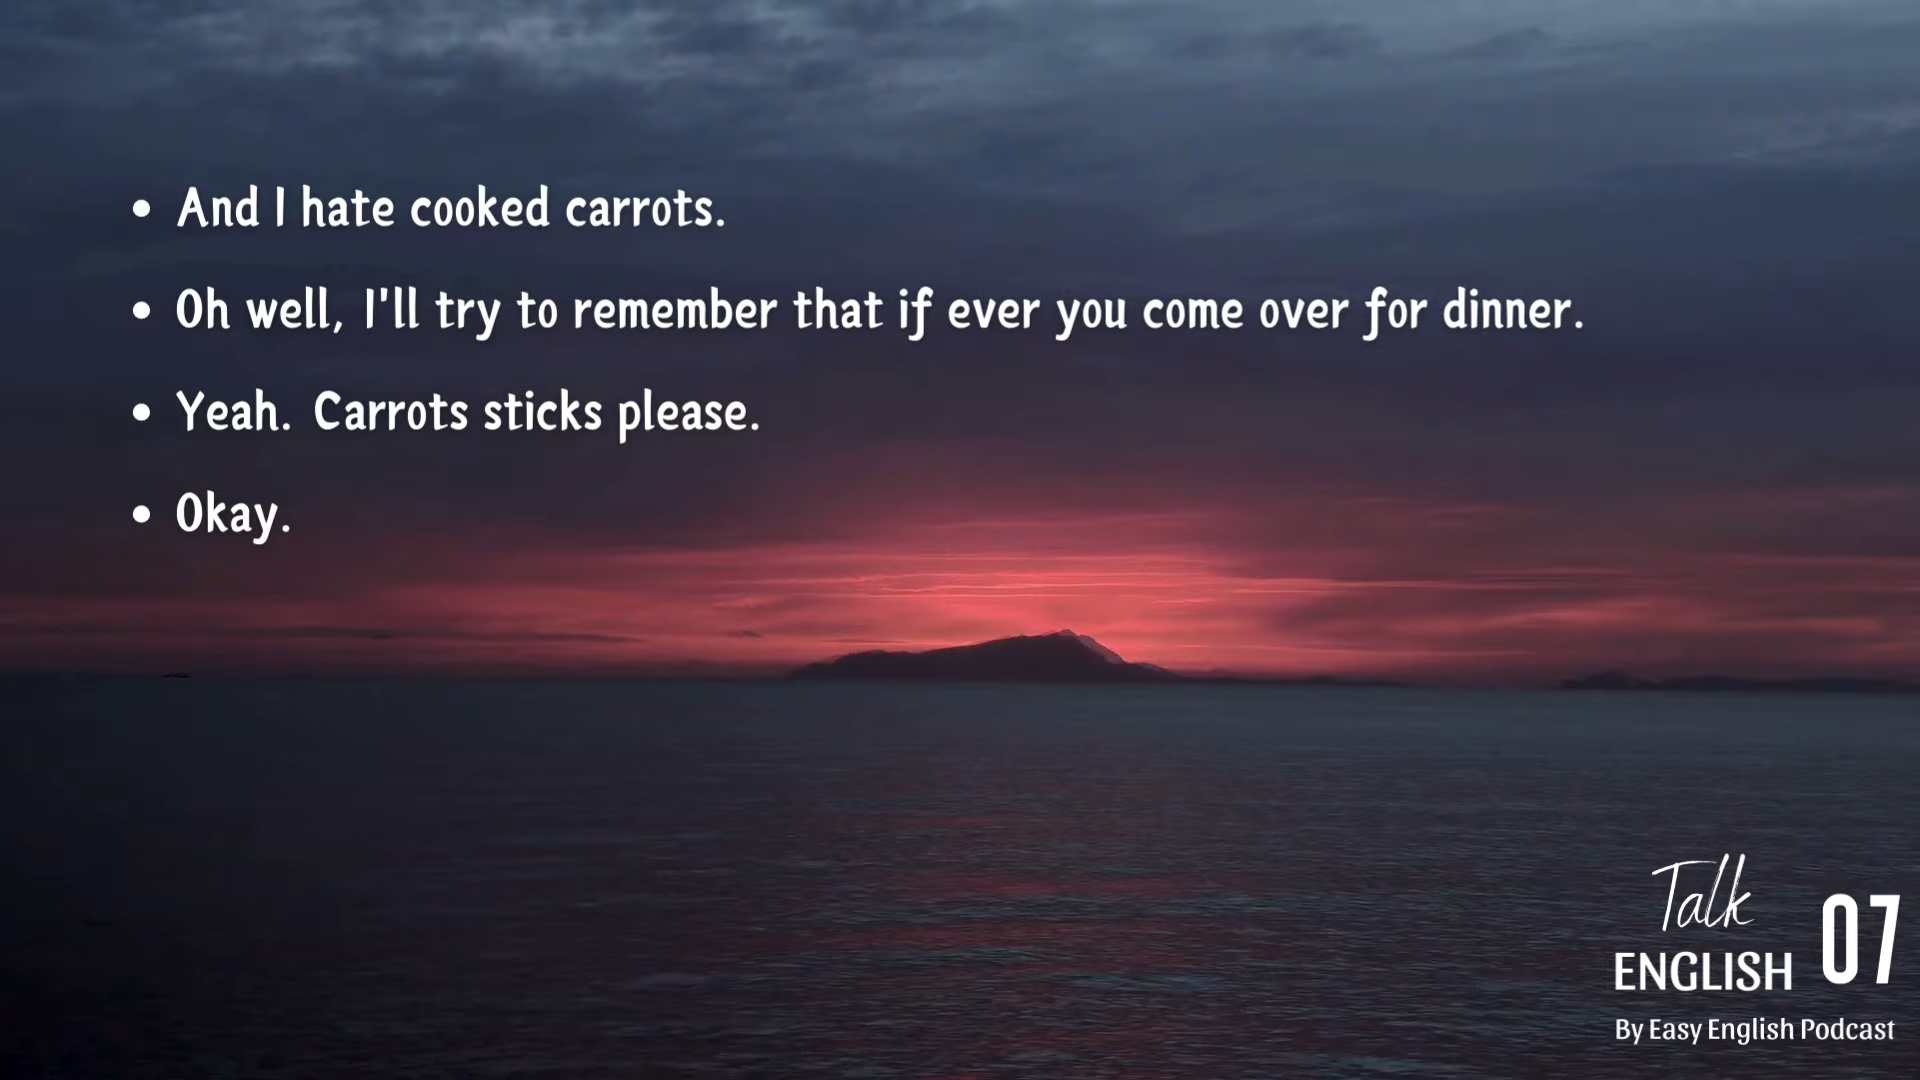 • And I hate cooked carrots.
• Oh well, I'll try to remember that if ever you come over for dinner.
• Yeah. Carrots sticks please.
• Okay.
Talk
ENGLISH 07
By Easy English Podcast